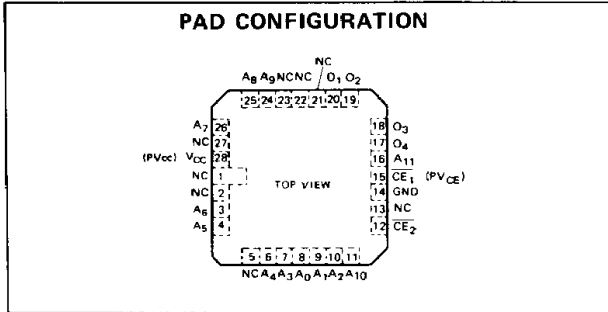 PAD CONFIGURATION
NC
A8 A9 NC NC O1 O2
25 24 23 22 21 20 19
A7 26
NC 27
(PVcc) VCC 28
NC 1
NC 2
A6 3
A5 4
18 O3
17 O4
16 A11
15 CE1 (PVCE)
14 GND
13 NC
12 CE2
TOP VIEW
5 6 7 8 9 10 11
NC A4 A3 A0 A1 A2 A10